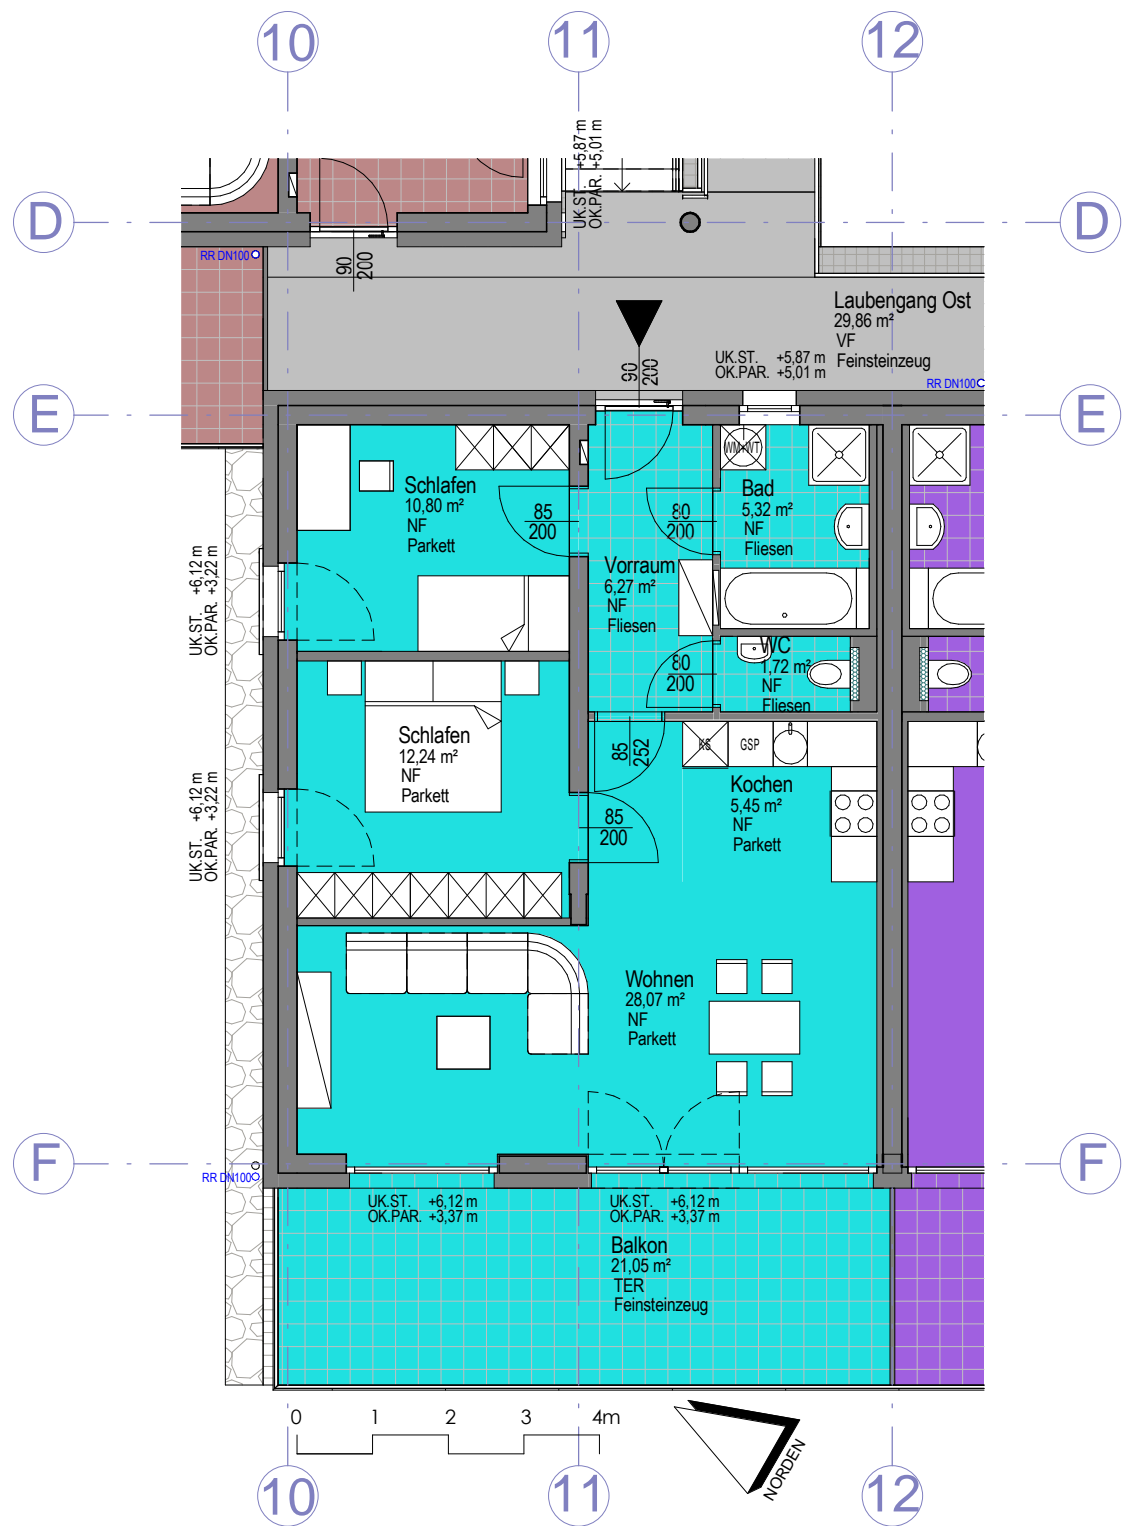 10
11
12
UK.ST. +5,87 m
OK.PAR. +5,01 m
D
D
RR DN100
90
200
Laubengang Ost
29,86 m²
VF
Feinsteinzeug
UK.ST. +5,87 m
OK.PAR. +5,01 m
90
200
RR DN100
E
E
WM+WT
Schlafen
10,80 m²
NF
Parkett
85
200
80
200
Bad
5,32 m²
NF
Fliesen
Vorraum
6,27 m²
NF
Fliesen
UK.ST. +6,12 m
OK.PAR. +3,22 m
WC
1,72 m²
NF
Fliesen
80
200
Schlafen
12,24 m²
NF
Parkett
85
252
KS
GSP
Kochen
5,45 m²
NF
Parkett
UK.ST. +6,12 m
OK.PAR. +3,22 m
85
200
Wohnen
28,07 m²
NF
Parkett
F
F
RR DN100
UK.ST. +6,12 m
OK.PAR. +3,37 m
UK.ST. +6,12 m
OK.PAR. +3,37 m
Balkon
21,05 m²
TER
Feinsteinzeug
0 1 2 3 4m
NORDEN
10
11
12